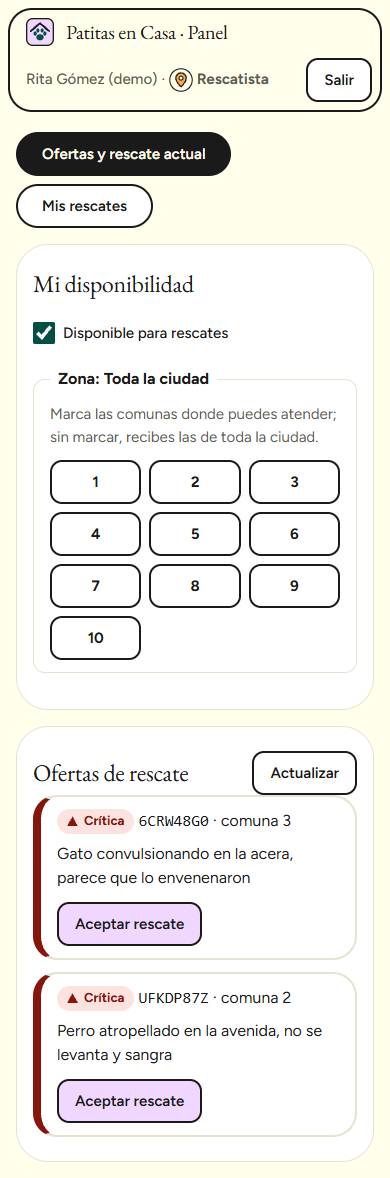 Patitas en Casa · Panel
Rita Gómez (demo) · Rescatista
Salir
Ofertas y rescate actual
Mis rescates
Mi disponibilidad
Disponible para rescates
Zona: Toda la ciudad
Marca las comunas donde puedes atender;
sin marcar, recibes las de toda la ciudad.
1 2 3
4 5 6
7 8 9
10
Ofertas de rescate
Actualizar
Crítica 6CRW48G0 · comuna 3
Gato convulsionando en la acera,
parece que lo envenenaron
Aceptar rescate
Crítica UFKDP87Z · comuna 2
Perro atropellado en la avenida, no se
levanta y sangra
Aceptar rescate